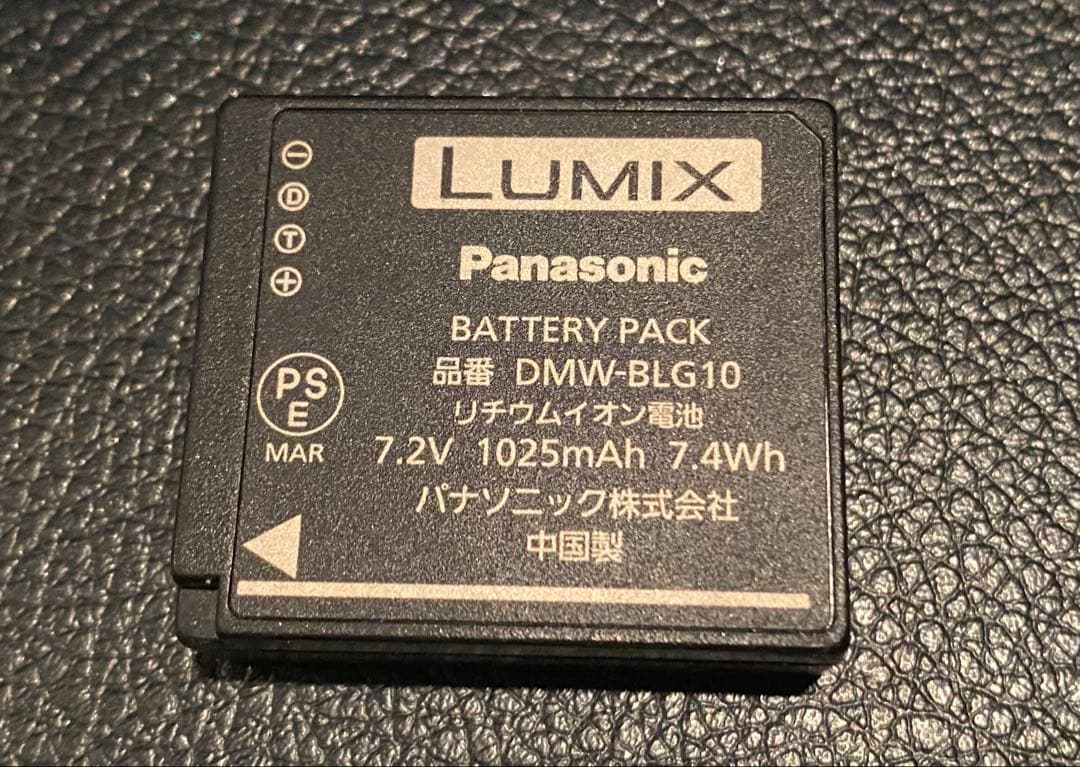 LUMIX
Panasonic
BATTERY PACK
品番 DMW-BLG10
リチウムイオン電池
7.2V 1025mAh 7.4Wh
パナソニック株式会社
中国製
⊖
D
T
⊕
PS
E
MAR